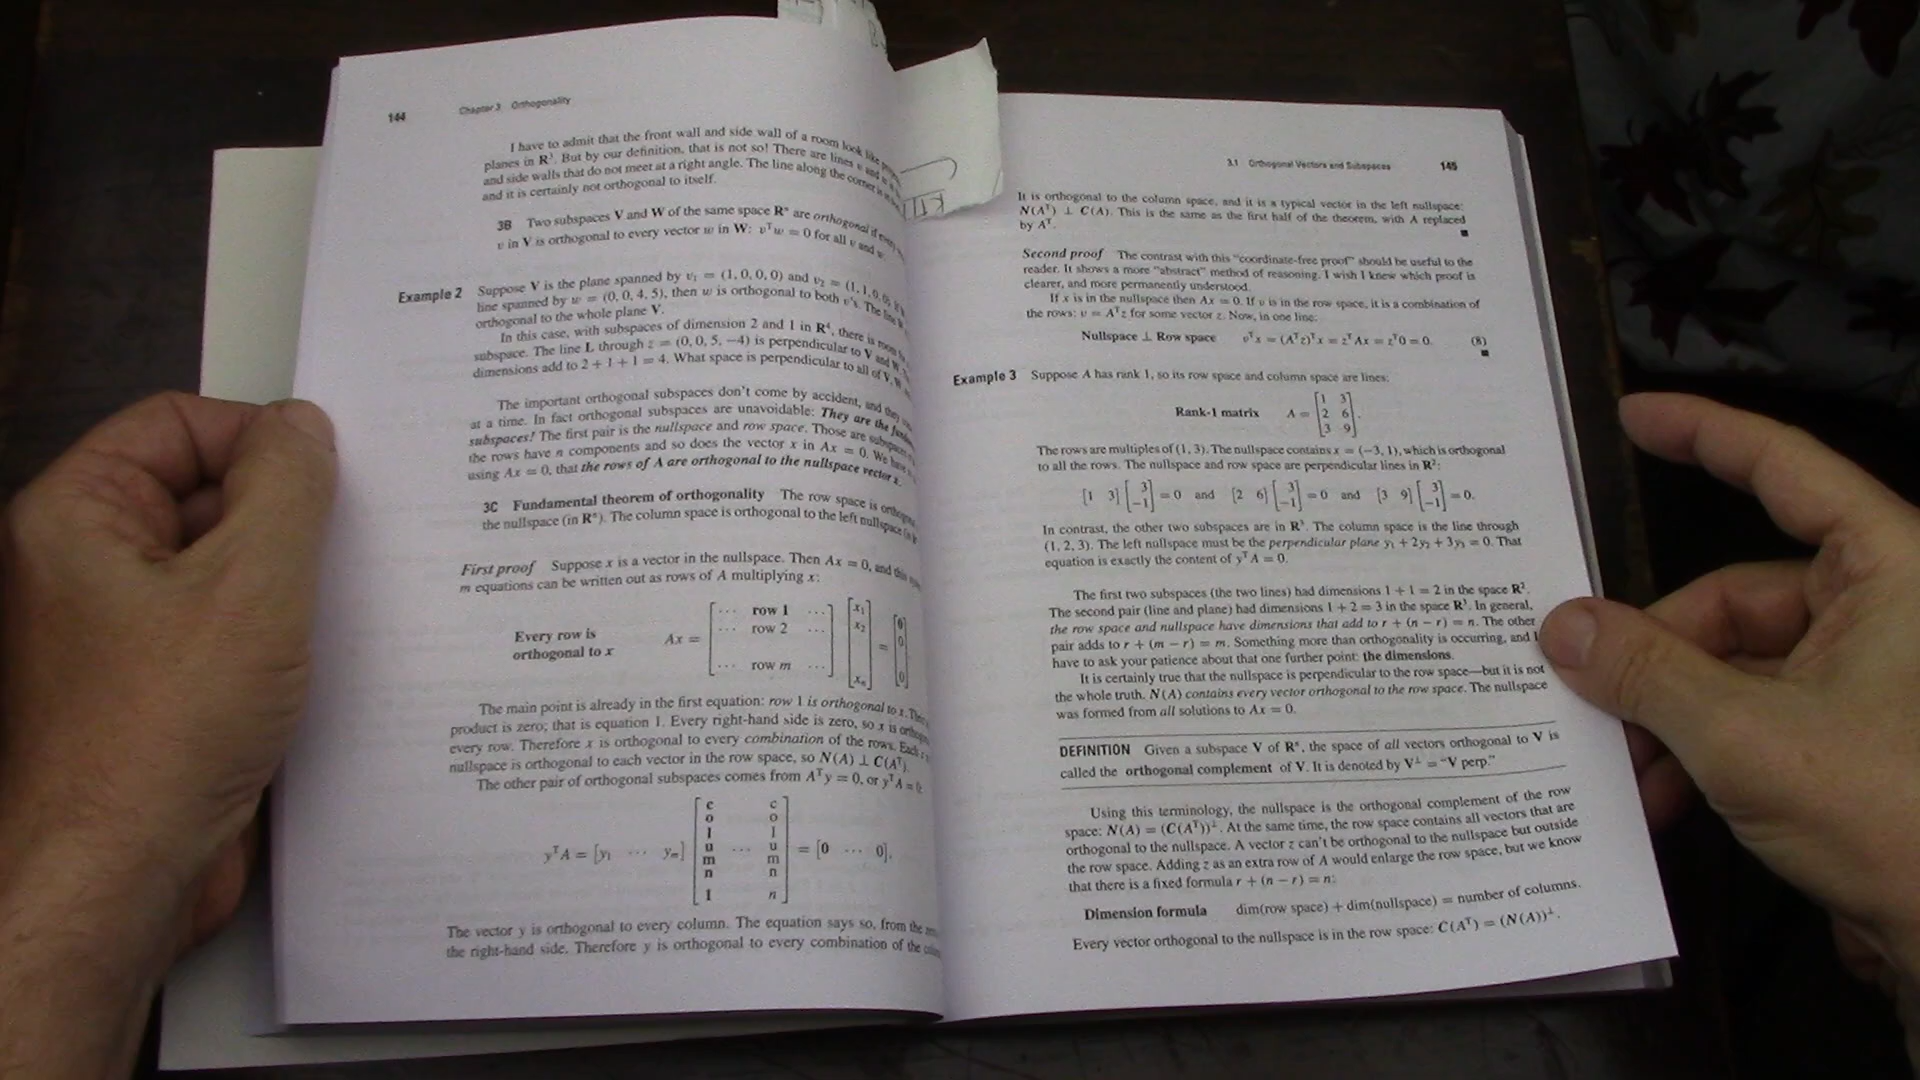 144 Chapter 3 Orthogonality
I have to admit that the front wall and side wall of a room look like
planes in R³. But by our definition, that is not so! There are lines v and w in
and side walls that do not meet at a right angle. The line along the corner is in
and it is certainly not orthogonal to itself.
3B Two subspaces V and W of the same space Rⁿ are orthogonal if every
v in V is orthogonal to every vector w in W: vᵀw = 0 for all v and w.
Example 2 Suppose V is the plane spanned by v₁ = (1, 0, 0, 0) and v₂ = (1, 1, 0, 0).
line spanned by w = (0, 0, 4, 5), then w is orthogonal to both v's. The line
orthogonal to the whole plane V.
In this case, with subspaces of dimension 2 and 1 in R⁴, there is room for
subspace. The line L through z = (0, 0, 5, −4) is perpendicular to V and W.
dimensions add to 2 + 1 + 1 = 4. What space is perpendicular to all of V, W,
The important orthogonal subspaces don't come by accident, and they
at a time. In fact orthogonal subspaces are unavoidable: They are the
subspaces! The first pair is the nullspace and row space. Those are
the rows have n components and so does the vector x in Ax = 0. We have
using Ax = 0, that the rows of A are orthogonal to the nullspace vector x.
3C Fundamental theorem of orthogonality The row space is
the nullspace (in Rⁿ). The column space is orthogonal to the left nullspace (in
First proof Suppose x is a vector in the nullspace. Then Ax = 0, and this
m equations can be written out as rows of A multiplying x:
Every row is
orthogonal to x
Ax = [⋯ row 1 ⋯] [x₁] [0]
[⋯ row 2 ⋯] [x₂] = [0]
[⋯ row m ⋯] [xₙ] [0]
The main point is already in the first equation: row 1 is orthogonal to x.
product is zero; that is equation 1. Every right-hand side is zero, so x is
every row. Therefore x is orthogonal to every combination of the rows. Each
nullspace is orthogonal to each vector in the row space, so N(A) ⊥ C(Aᵀ).
The other pair of orthogonal subspaces comes from Aᵀy = 0, or yᵀA = 0:
yᵀA = [y₁ ⋯ yₘ] [column 1 ⋯ column n] = [0 ⋯ 0].
The vector y is orthogonal to every column. The equation says so, from the
the right-hand side. Therefore y is orthogonal to every combination of the
3.1 Orthogonal Vectors and Subspaces 145
It is orthogonal to the column space, and it is a typical vector in the left nullspace:
N(Aᵀ) ⊥ C(A). This is the same as the first half of the theorem, with A replaced
by Aᵀ. ■
Second proof The contrast with this "coordinate-free proof" should be useful to the
reader. It shows a more "abstract" method of reasoning. I wish I knew which proof is
clearer, and more permanently understood.
If x is in the nullspace then Ax = 0. If v is in the row space, it is a combination of
the rows: v = Aᵀz for some vector z. Now, in one line:
Nullspace ⊥ Row space vᵀx = (Aᵀz)ᵀx = zᵀAx = zᵀ0 = 0. (8)
■
Example 3 Suppose A has rank 1, so its row space and column space are lines:
Rank-1 matrix A = [1 3]
[2 6]
[3 9].
The rows are multiples of (1, 3). The nullspace contains x = (−3, 1), which is orthogonal
to all the rows. The nullspace and row space are perpendicular lines in R²:
[1 3] [3 −1] = 0 and [2 6] [3 −1] = 0 and [3 9] [3 −1] = 0.
In contrast, the other two subspaces are in R³. The column space is the line through
(1, 2, 3). The left nullspace must be the perpendicular plane y₁ + 2y₂ + 3y₃ = 0. That
equation is exactly the content of yᵀA = 0.
The first two subspaces (the two lines) had dimensions 1 + 1 = 2 in the space R².
The second pair (line and plane) had dimensions 1 + 2 = 3 in the space R³. In general,
the row space and nullspace have dimensions that add to r + (n − r) = n. The other
pair adds to r + (m − r) = m. Something more than orthogonality is occurring, and I
have to ask your patience about that one further point: the dimensions.
It is certainly true that the nullspace is perpendicular to the row space—but it is not
the whole truth. N(A) contains every vector orthogonal to the row space. The nullspace
was formed from all solutions to Ax = 0.
DEFINITION Given a subspace V of Rⁿ, the space of all vectors orthogonal to V is
called the orthogonal complement of V. It is denoted by V⊥ = "V perp."
Using this terminology, the nullspace is the orthogonal complement of the row
space: N(A) = (C(Aᵀ))⊥. At the same time, the row space contains all vectors that are
orthogonal to the nullspace. A vector z can't be orthogonal to the nullspace but outside
the row space. Adding z as an extra row of A would enlarge the row space, but we know
that there is a fixed formula r + (n − r) = n:
Dimension formula dim(row space) + dim(nullspace) = number of columns.
Every vector orthogonal to the nullspace is in the row space: C(Aᵀ) = (N(A))⊥.